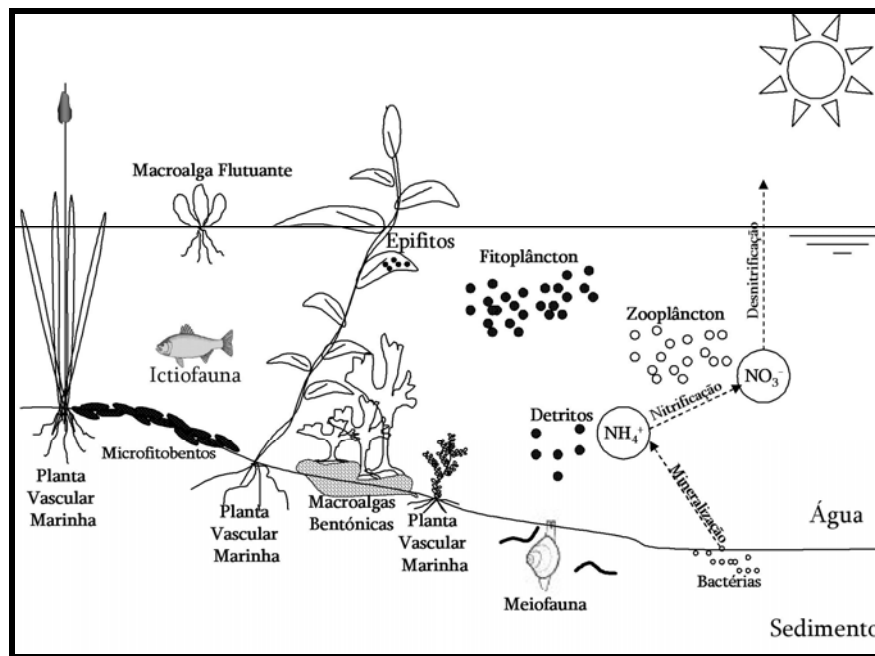 Macroalga Flutuante
Epifitos
Fitoplâncton
Desnitrificação
Zooplâncton
Ictiofauna
NO₃⁻
Nitrificação
Detritos
NH₄⁺
Microfitobentos
Mineralização
Planta
Vascular
Marinha
Planta
Vascular
Marinha
Macroalgas
Bentónicas
Planta
Vascular
Marinha
Água
Meiofauna
Bactérias
Sedimento